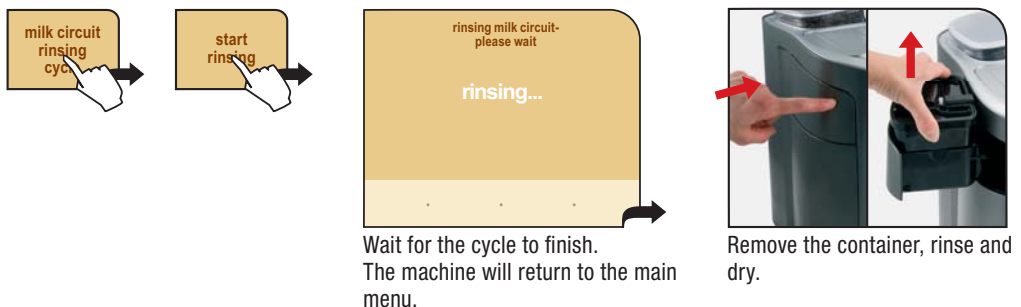 milk circuit
rinsing
cycle
start
rinsing
rinsing milk circuit-
please wait
rinsing...
Wait for the cycle to finish.
The machine will return to the main
menu.
Remove the container, rinse and
dry.